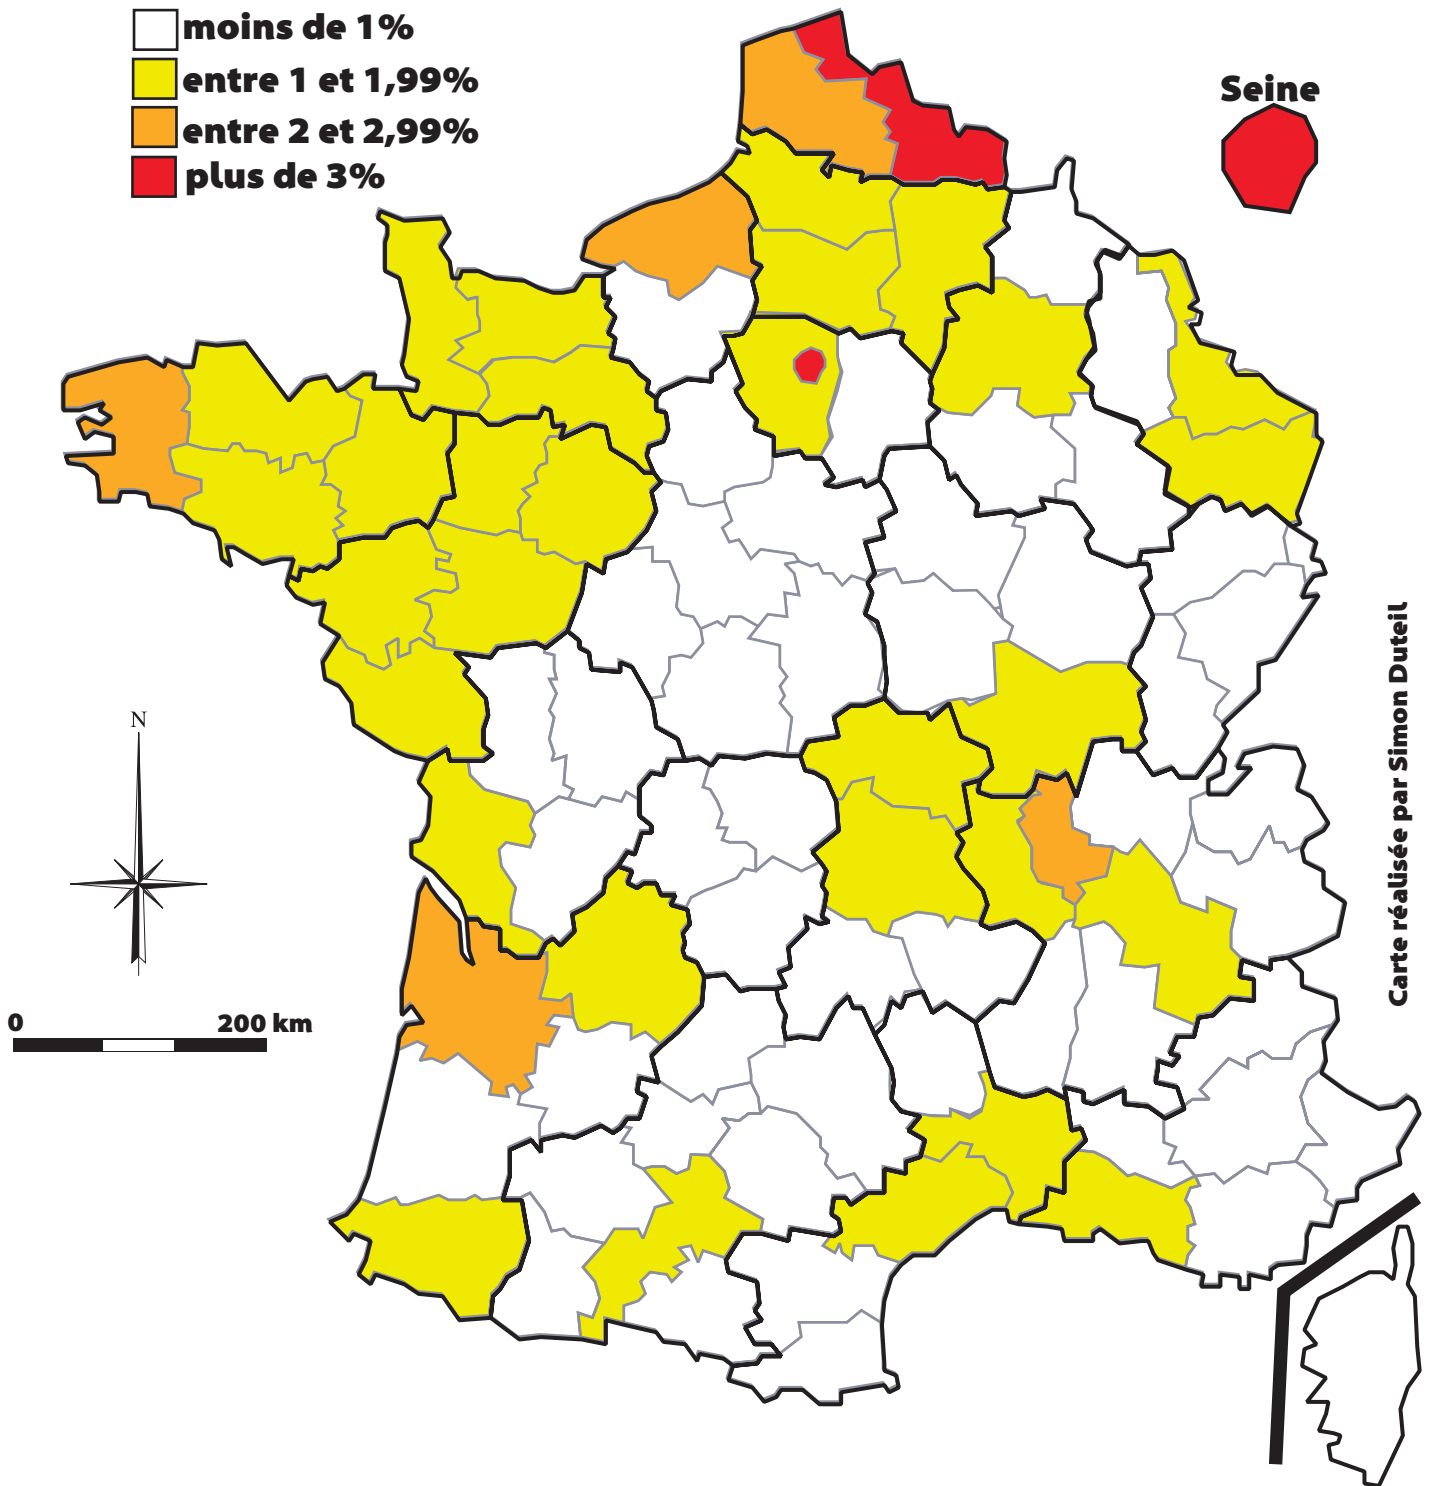 moins de 1%
entre 1 et 1,99%
entre 2 et 2,99%
plus de 3%
Seine
N
0 200 km
Carte réalisée par Simon Duteil